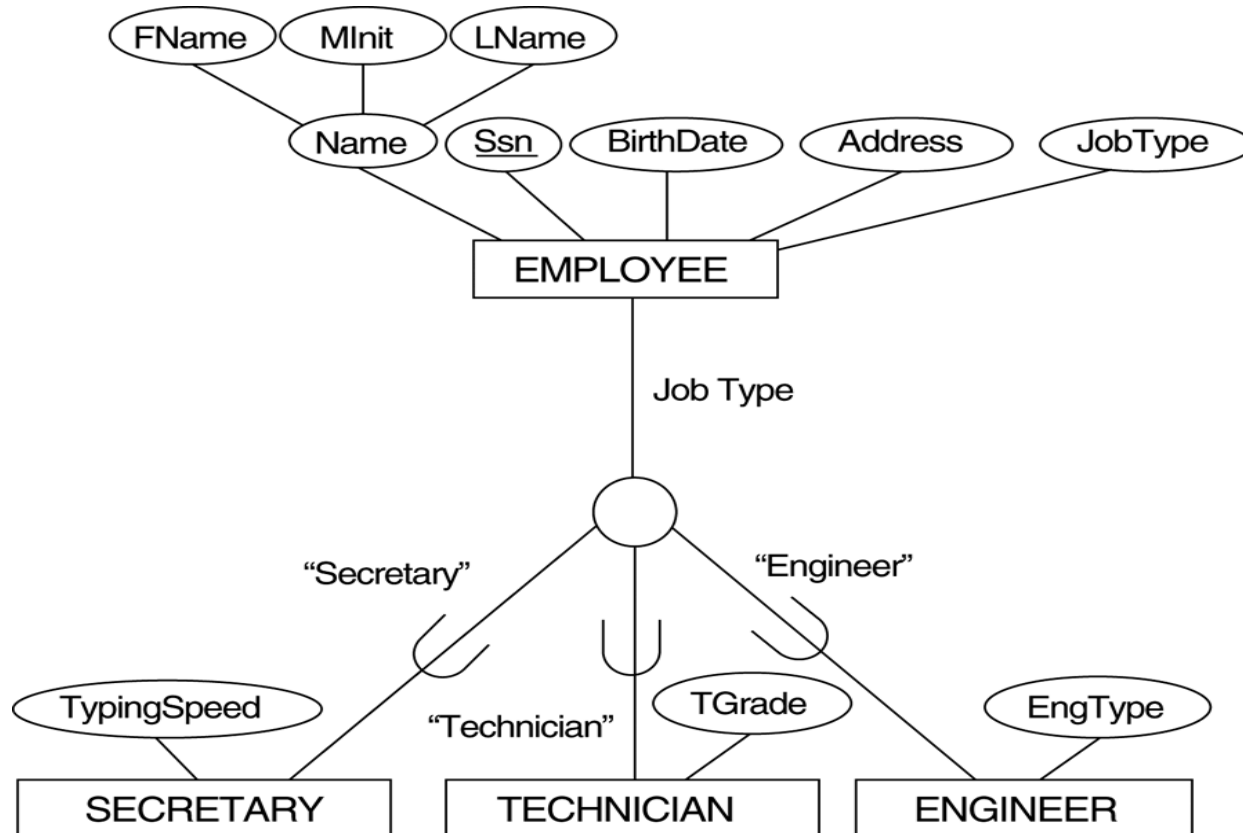 FName MInit LName
Name Ssn BirthDate Address JobType
EMPLOYEE
Job Type
“Secretary” “Engineer”
TypingSpeed “Technician” TGrade EngType
SECRETARY TECHNICIAN ENGINEER